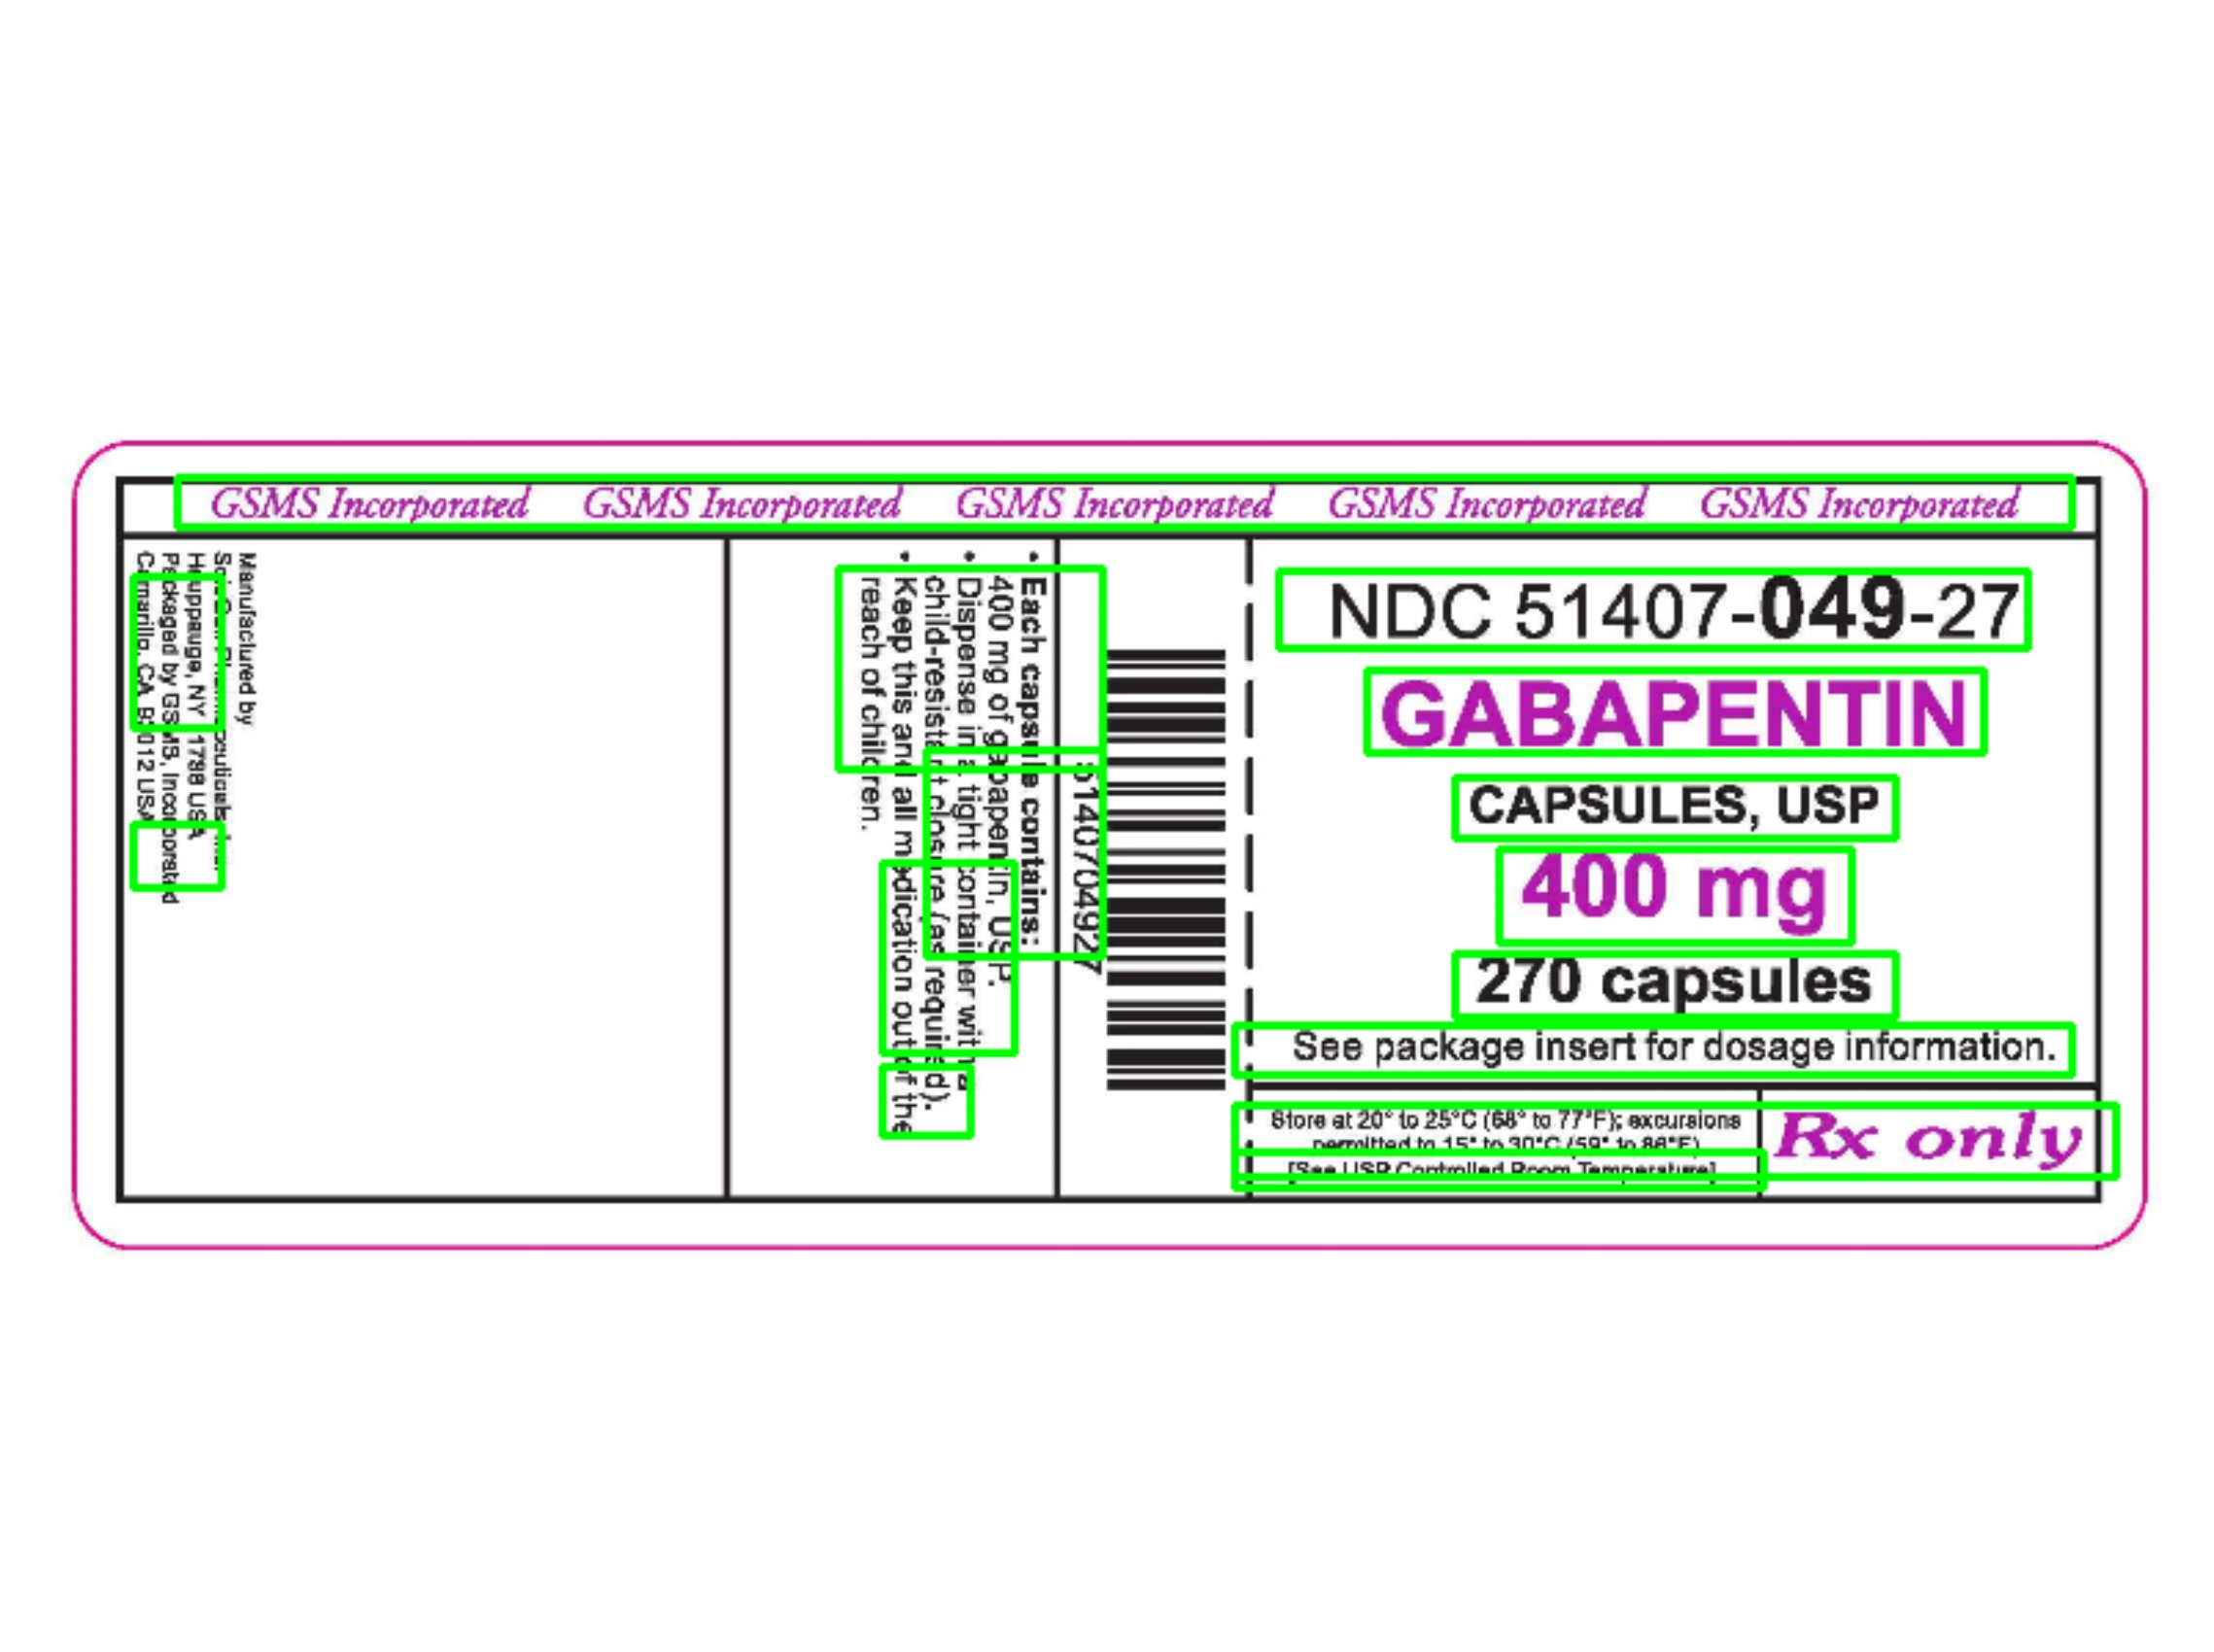 GSMS Incorporated GSMS Incorporated GSMS Incorporated GSMS Incorporated GSMS Incorporated
Manufactured by
Hauppauge, NY USA
Packaged by GSMS, Incorporated
Camarillo, CA USA
• Each capsule contains:
400 mg of gabapentin, USP.
• Dispense in a tight container with a
child-resistant closure (as required).
• Keep this and all medication out of the
reach of children.
5140704927
NDC 51407-049-27
GABAPENTIN
CAPSULES, USP
400 mg
270 capsules
See package insert for dosage information.
Store at 20° to 25°C (68° to 77°F); excursions
permitted to 15° to 30°C (59° to 86°F)
[See USP Controlled Room Temperature]
Rx only